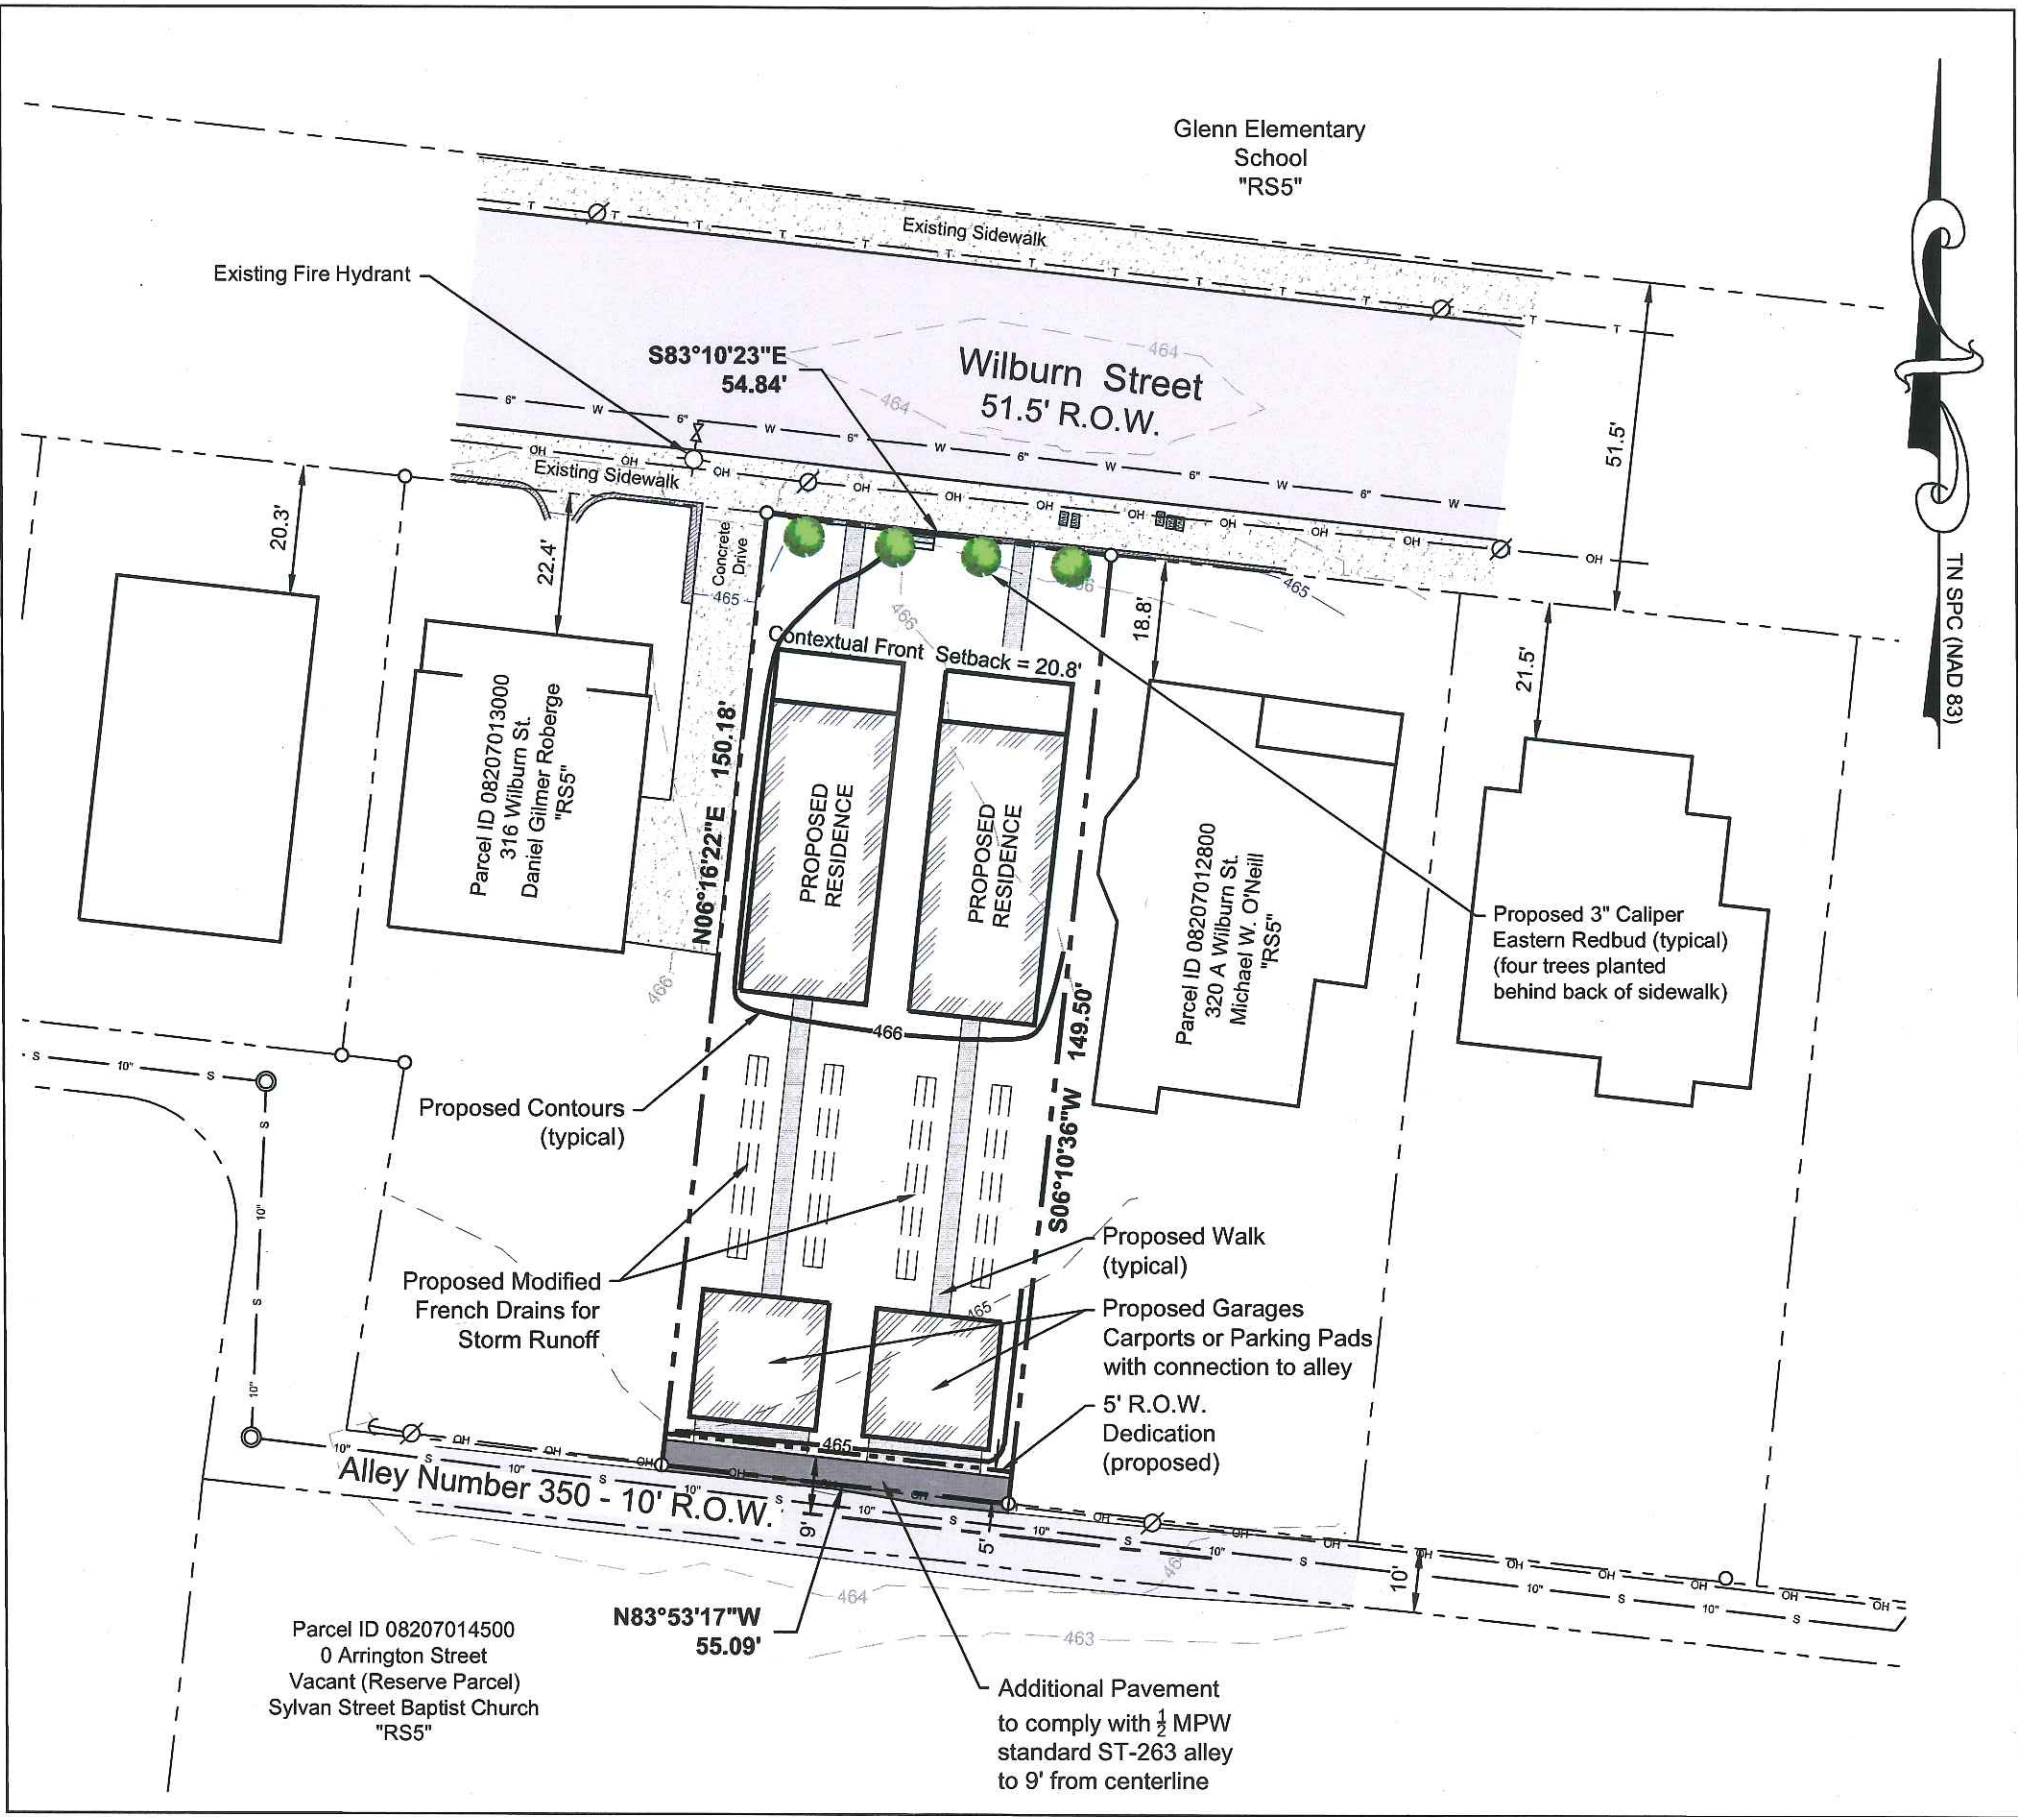 Glenn Elementary
School
"RS5"
Existing Sidewalk
Existing Fire Hydrant
S83°10'23"E
54.84'
464
Wilburn Street
51.5' R.O.W.
464
51.5'
TN SPC (NAD 83)
Existing Sidewalk
20.3'
22.4'
Concrete
Drive
465
466
465
18.8'
21.5'
Contextual Front Setback = 20.8'
Parcel ID 08207013000
316 Wilburn St.
Daniel Gilmer Roberge
"RS5"
N06°16'22"E 150.18'
PROPOSED
RESIDENCE
PROPOSED
RESIDENCE
Parcel ID 08207012800
320 A Wilburn St.
Michael W. O'Neill
"RS5"
Proposed 3" Caliper
Eastern Redbud (typical)
(four trees planted
behind back of sidewalk)
466
466
S06°10'36"W 149.50'
Proposed Contours
(typical)
Proposed Modified
French Drains for
Storm Runoff
Proposed Walk
(typical)
465
Proposed Garages
Carports or Parking Pads
with connection to alley
5' R.O.W.
Dedication
(proposed)
465
Alley Number 350 - 10' R.O.W.
9'
5'
10'
464
463
N83°53'17"W
55.09'
Parcel ID 08207014500
0 Arrington Street
Vacant (Reserve Parcel)
Sylvan Street Baptist Church
"RS5"
Additional Pavement
to comply with ½ MPW
standard ST-263 alley
to 9' from centerline